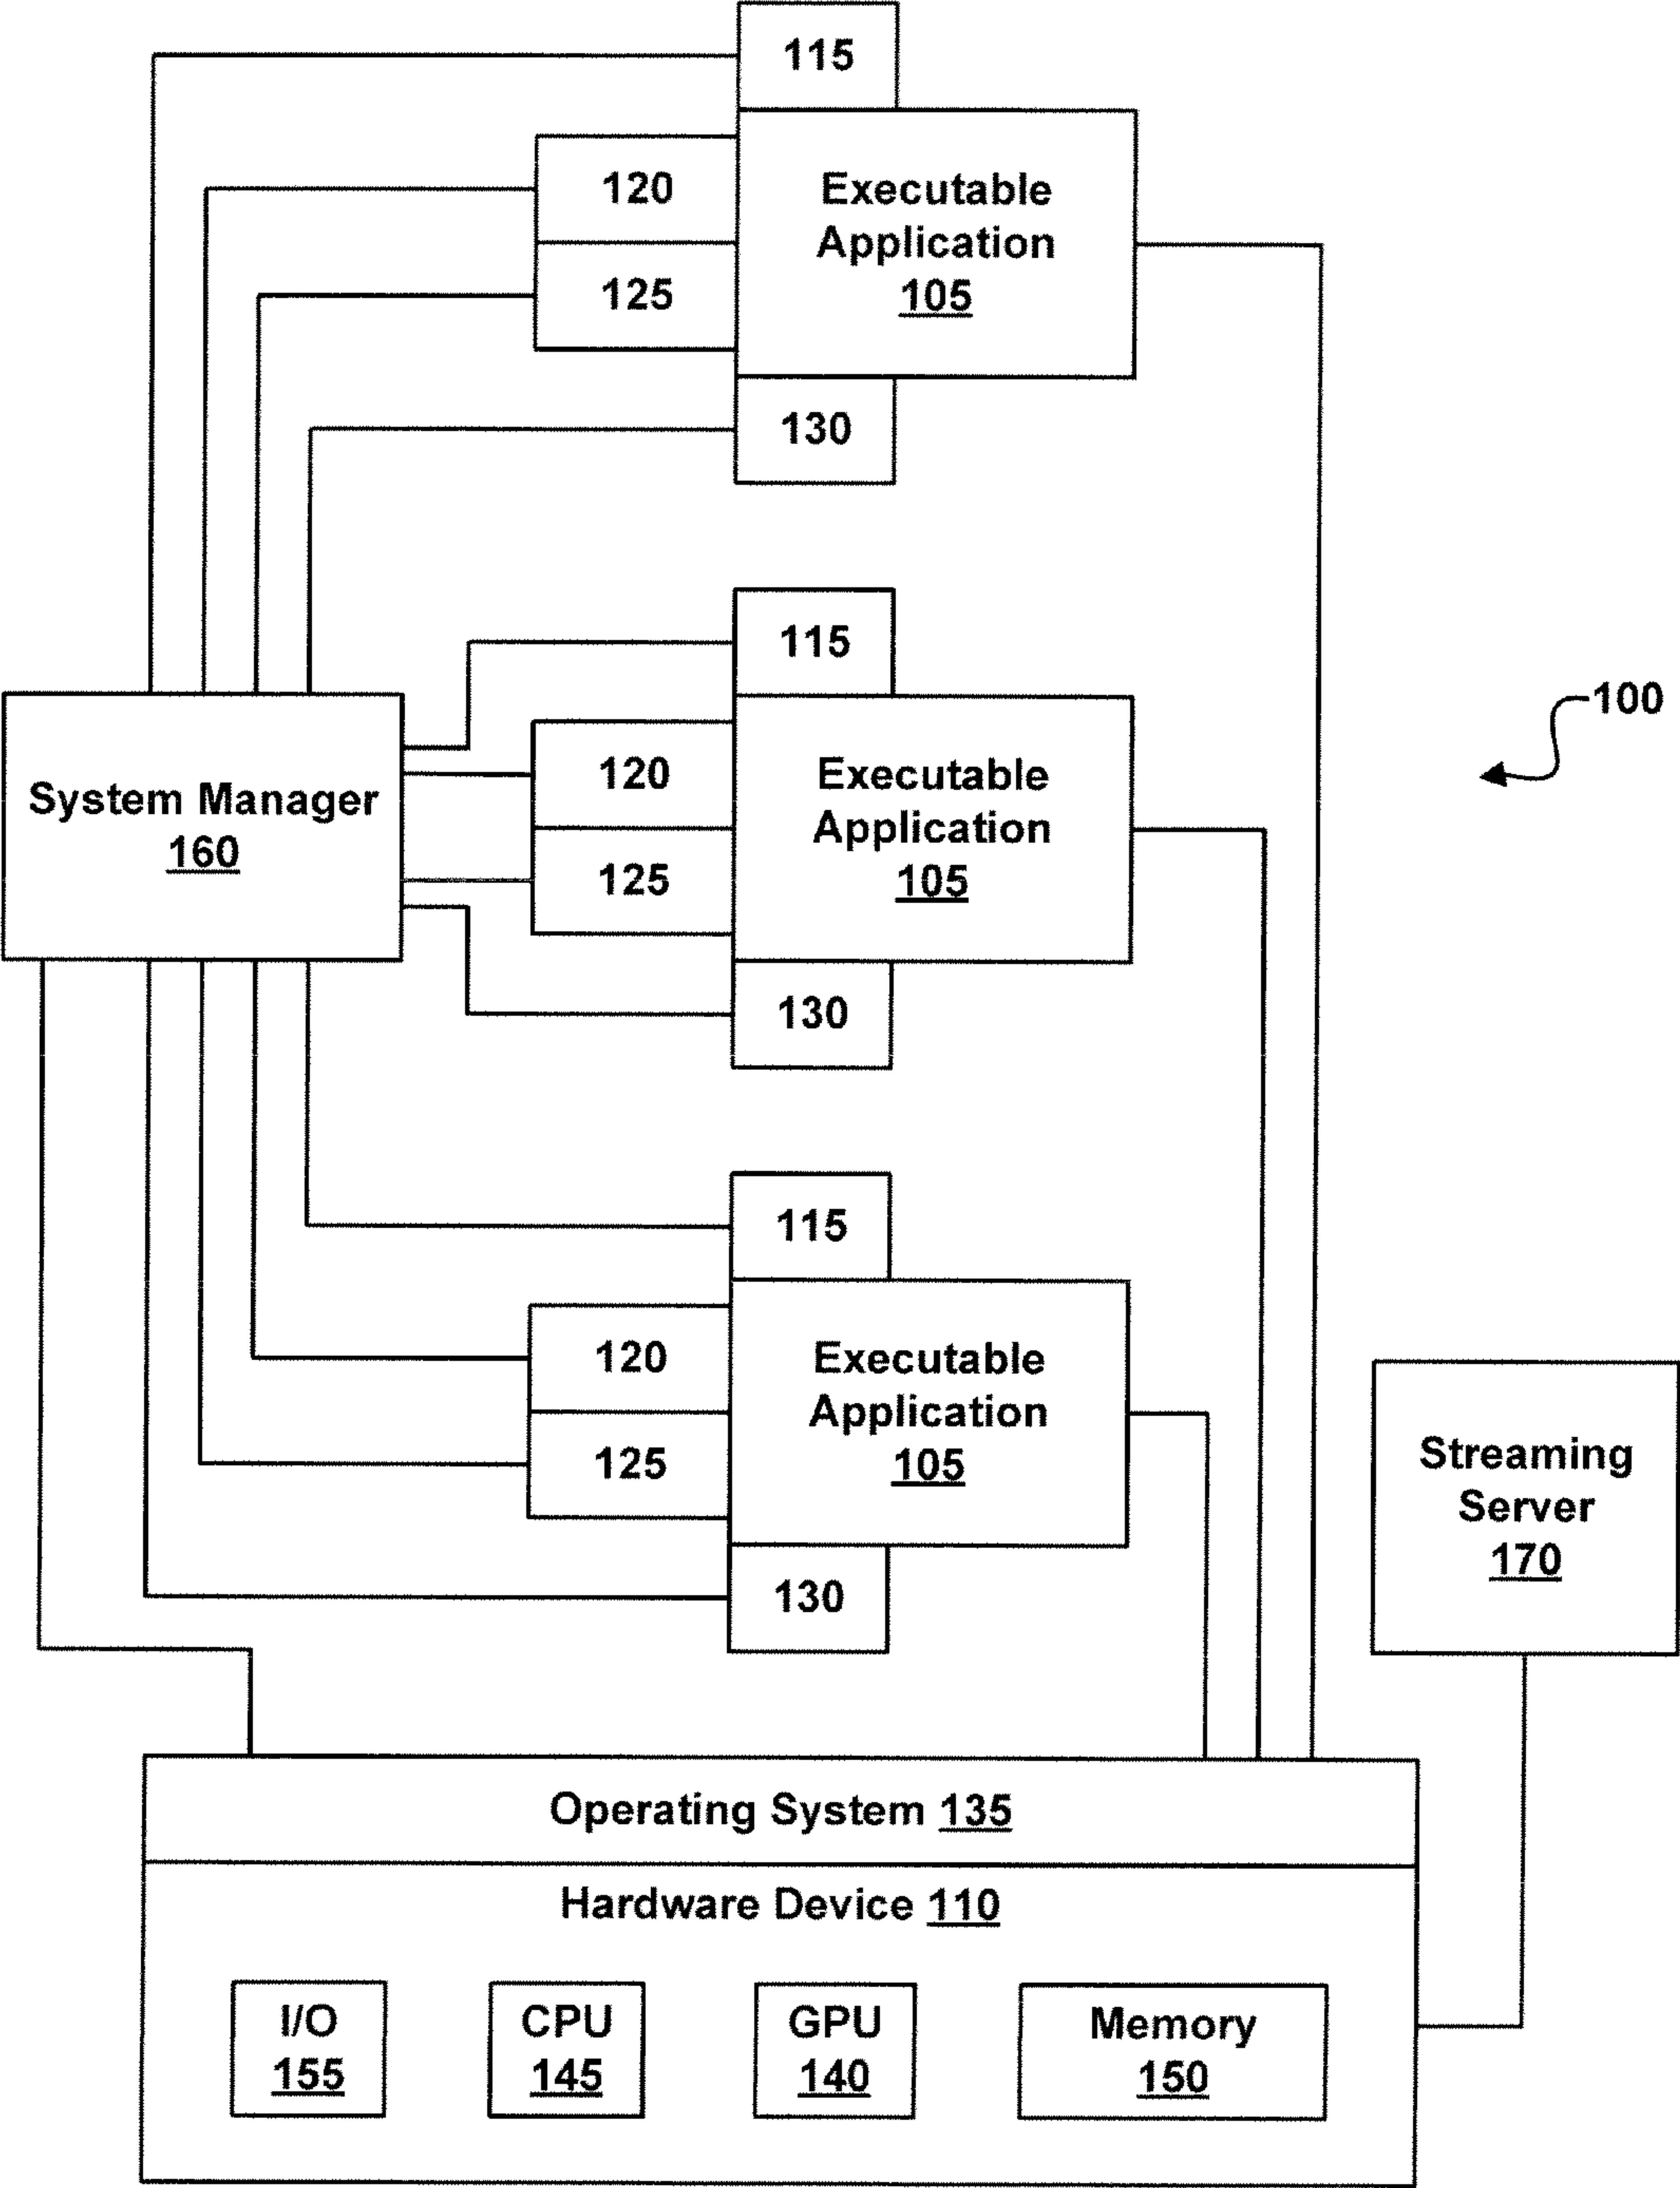 115
120
Executable
Application
105
125
130
115
100
System Manager
160
120
Executable
Application
105
125
130
115
120
Executable
Application
105
125
130
Streaming
Server
170
Operating System 135
Hardware Device 110
I/O
155
CPU
145
GPU
140
Memory
150